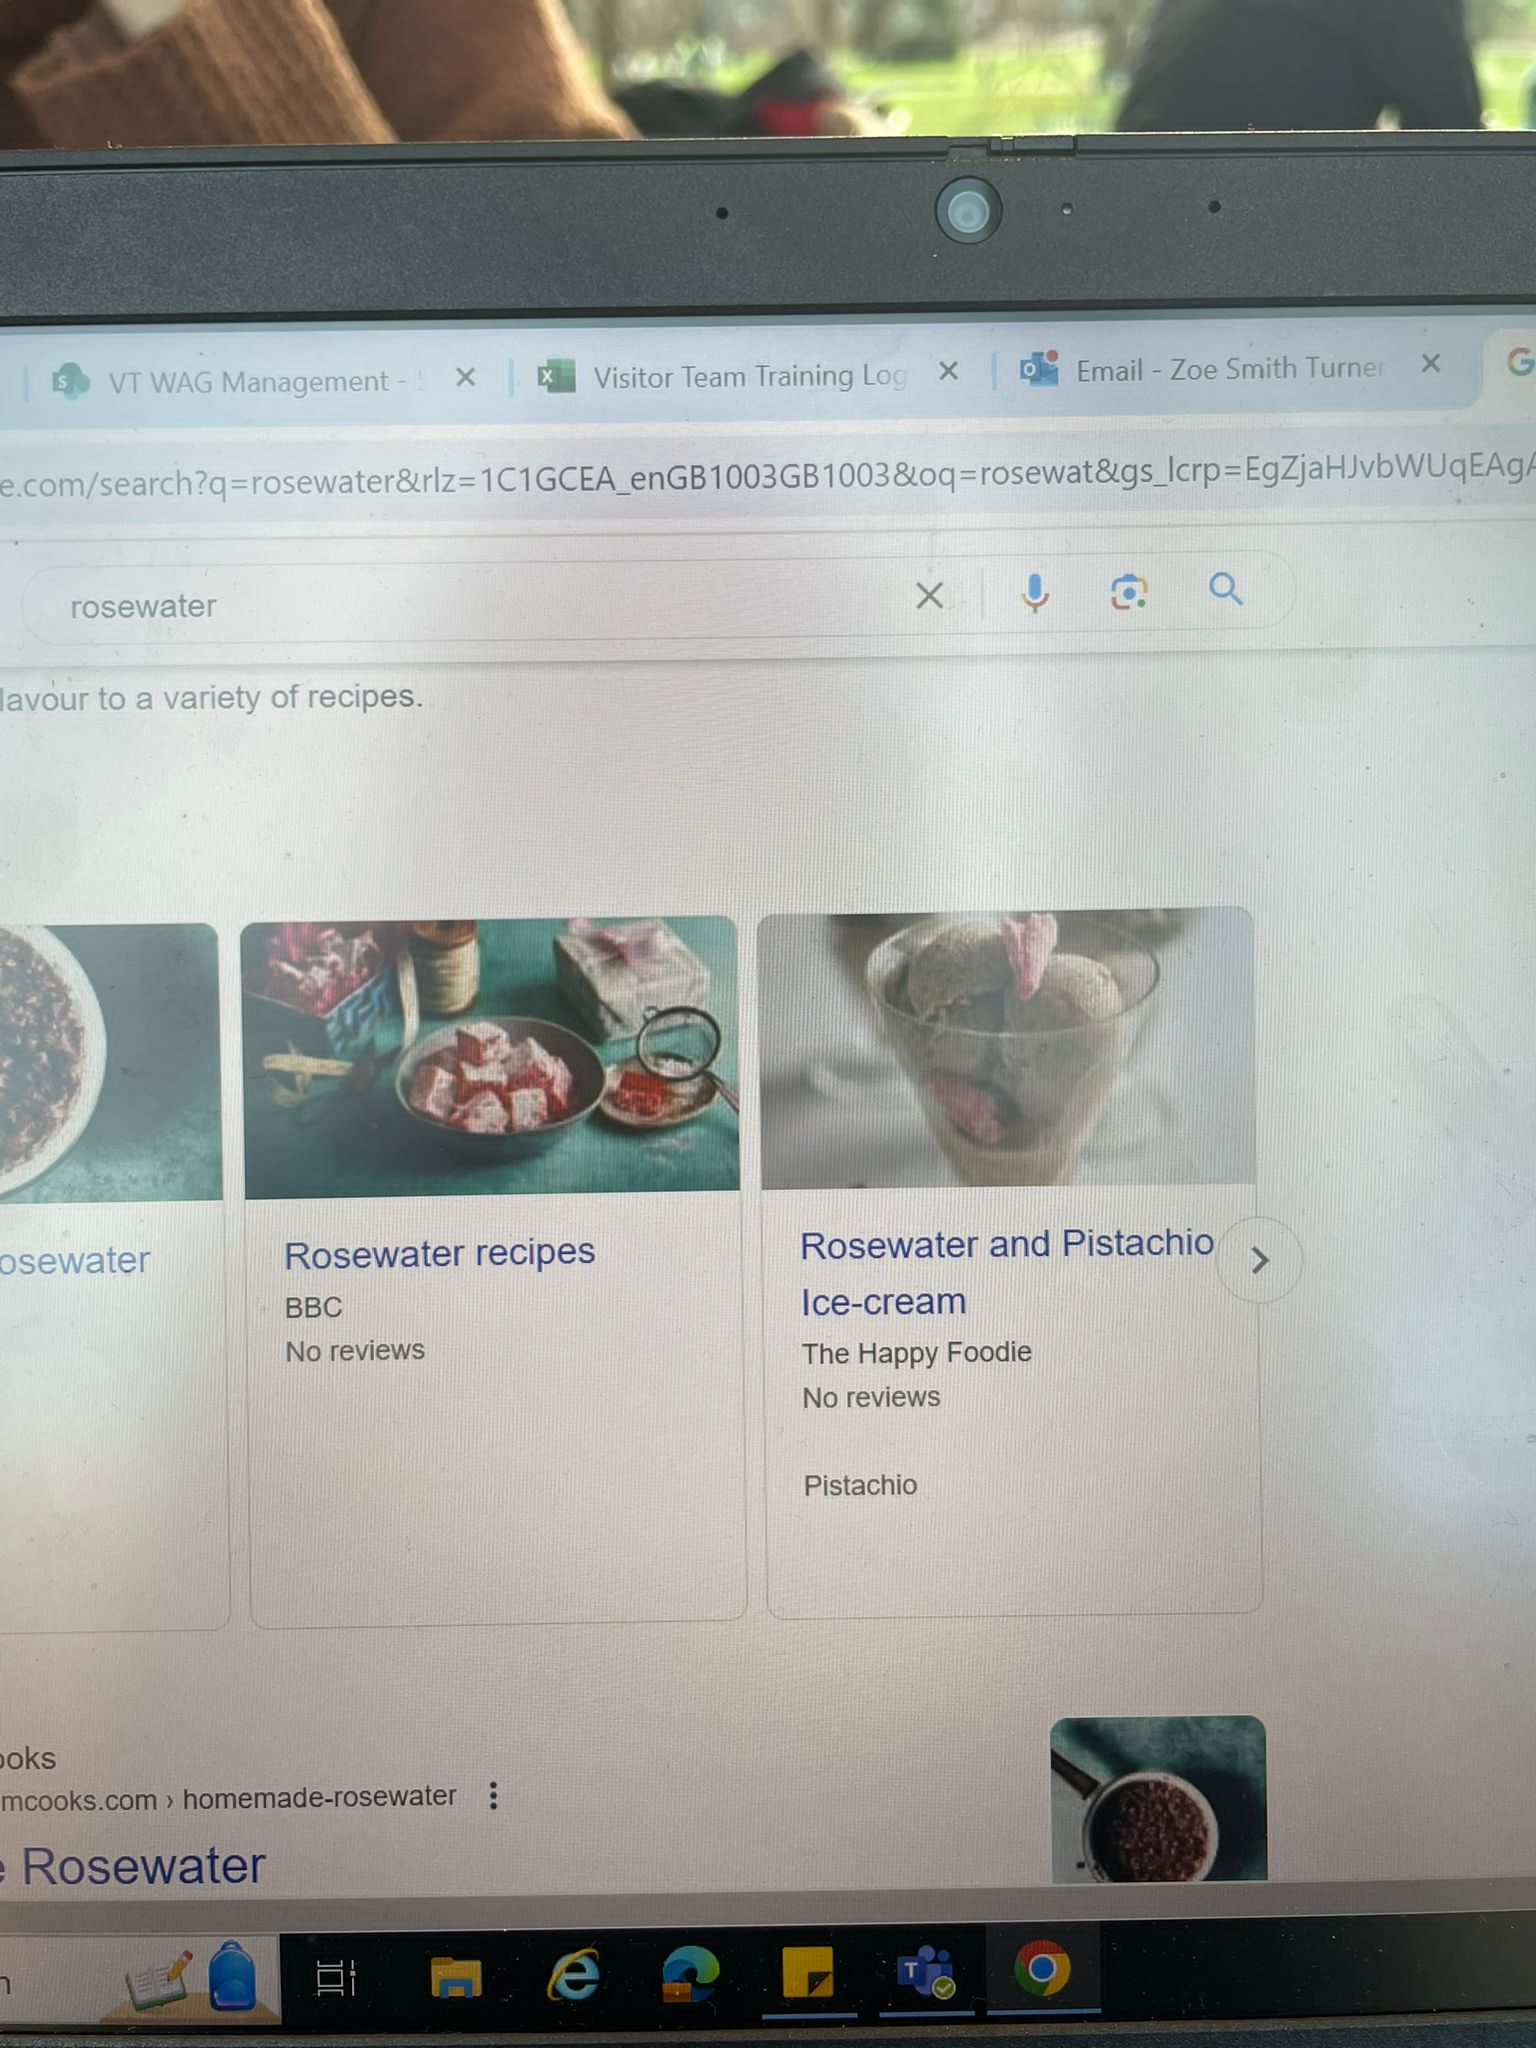 VT WAG Management -
Visitor Team Training Log
Email - Zoe Smith Turner
e.com/search?q=rosewater&rlz=1C1GCEA_enGB1003GB1003&oq=rosewat&gs_lcrp=EgZjaHJvbWUqEAgA
rosewater
lavour to a variety of recipes.
osewater
Rosewater recipes
BBC
No reviews
Rosewater and Pistachio
Ice-cream
The Happy Foodie
No reviews
Pistachio
ooks
mcooks.com › homemade-rosewater
e Rosewater